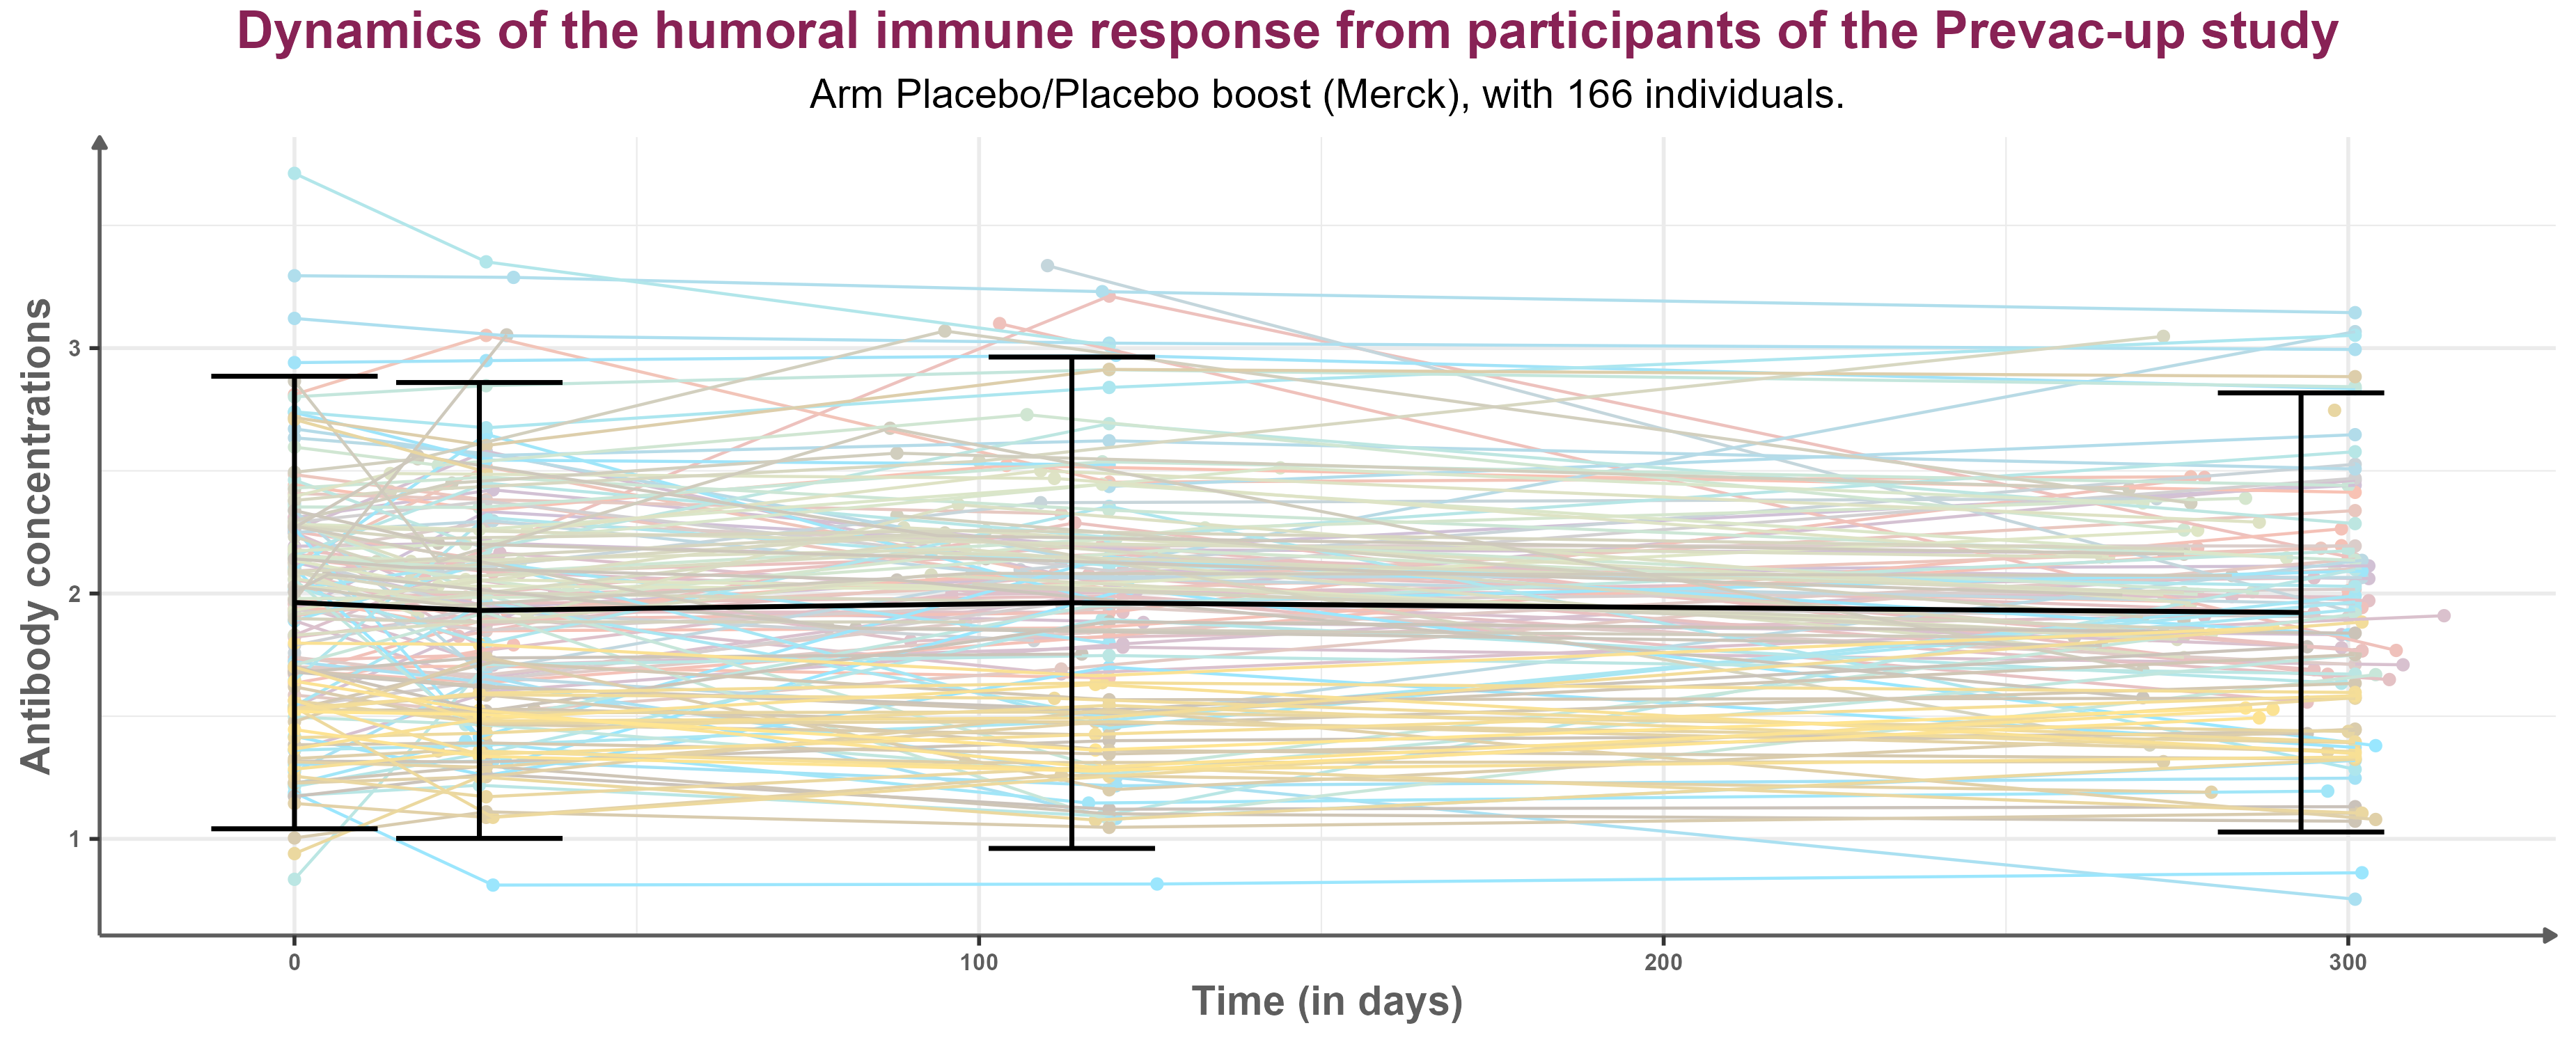 Dynamics of the humoral immune response from participants of the Prevac-up study
Arm Placebo/Placebo boost (Merck), with 166 individuals.
Antibody concentrations
3
2
1
0 100 200 300
Time (in days)